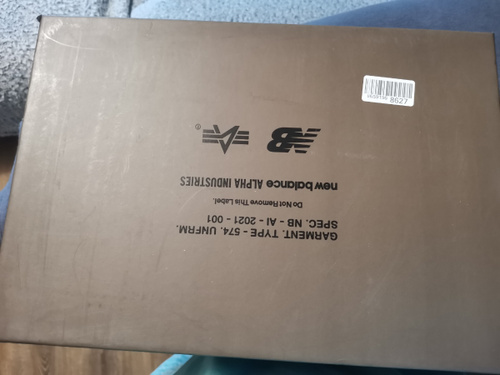 NB
new balance ALPHA INDUSTRIES
Do Not Remove This Label.
SPEC. NB - AI - 2021 - 001
GARMENT. TYPE - 574. UNFRM.
8627